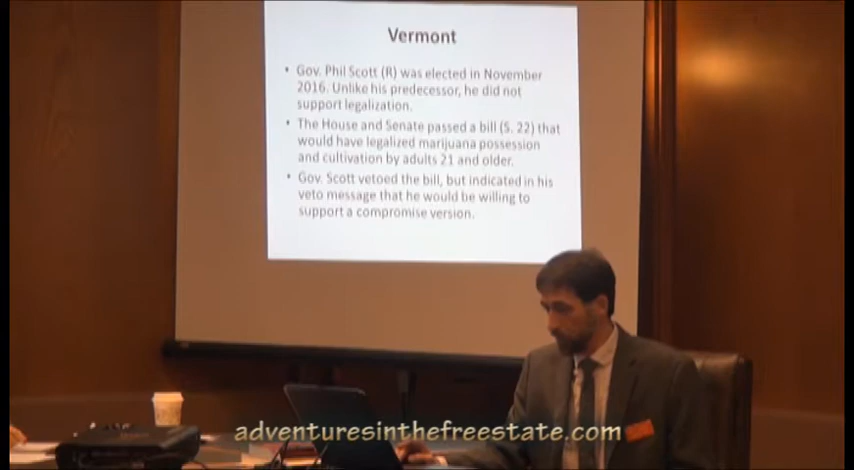 Vermont
• Gov. Phil Scott (R) was elected in November
2016. Unlike his predecessor, he did not
support legalization.
• The House and Senate passed a bill (S. 22) that
would have legalized marijuana possession
and cultivation by adults 21 and older.
• Gov. Scott vetoed the bill, but indicated in his
veto message that he would be willing to
support a compromise version.
adventuresinthefreestate.com